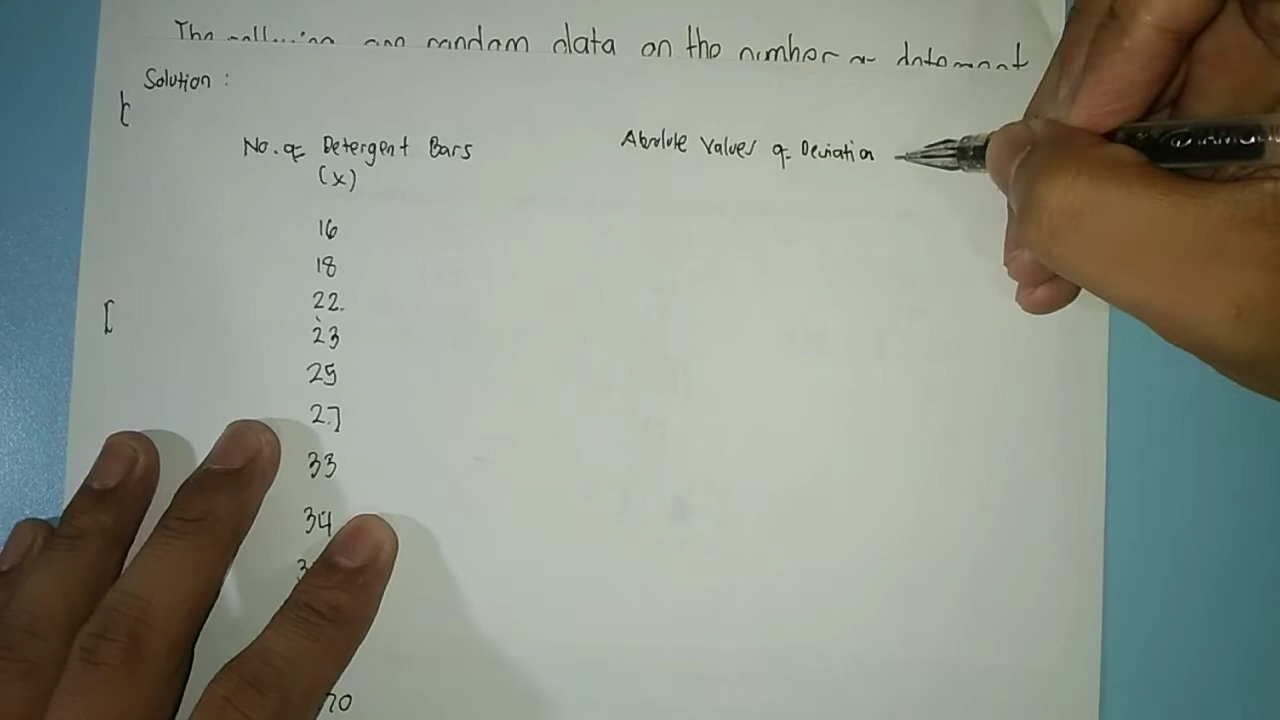 random data on the
Solution :
No. of Detergent Bars
Absolute Values of Deviation
(x)
16
18
22
23
25
27
33
34